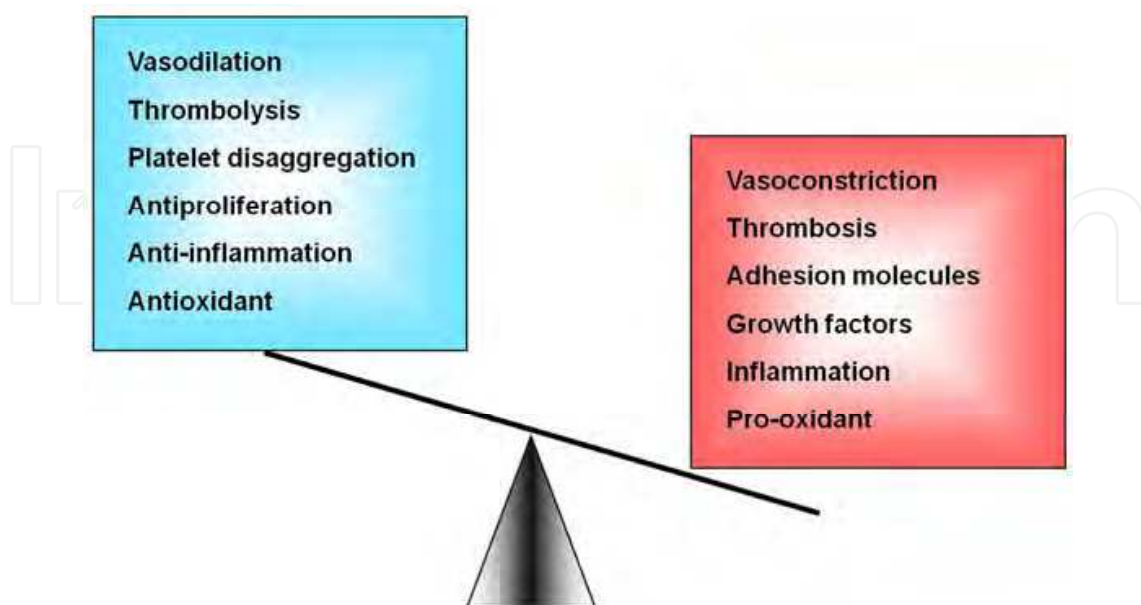 Vasodilation
Thrombolysis
Platelet disaggregation
Antiproliferation
Anti-inflammation
Antioxidant
Vasoconstriction
Thrombosis
Adhesion molecules
Growth factors
Inflammation
Pro-oxidant